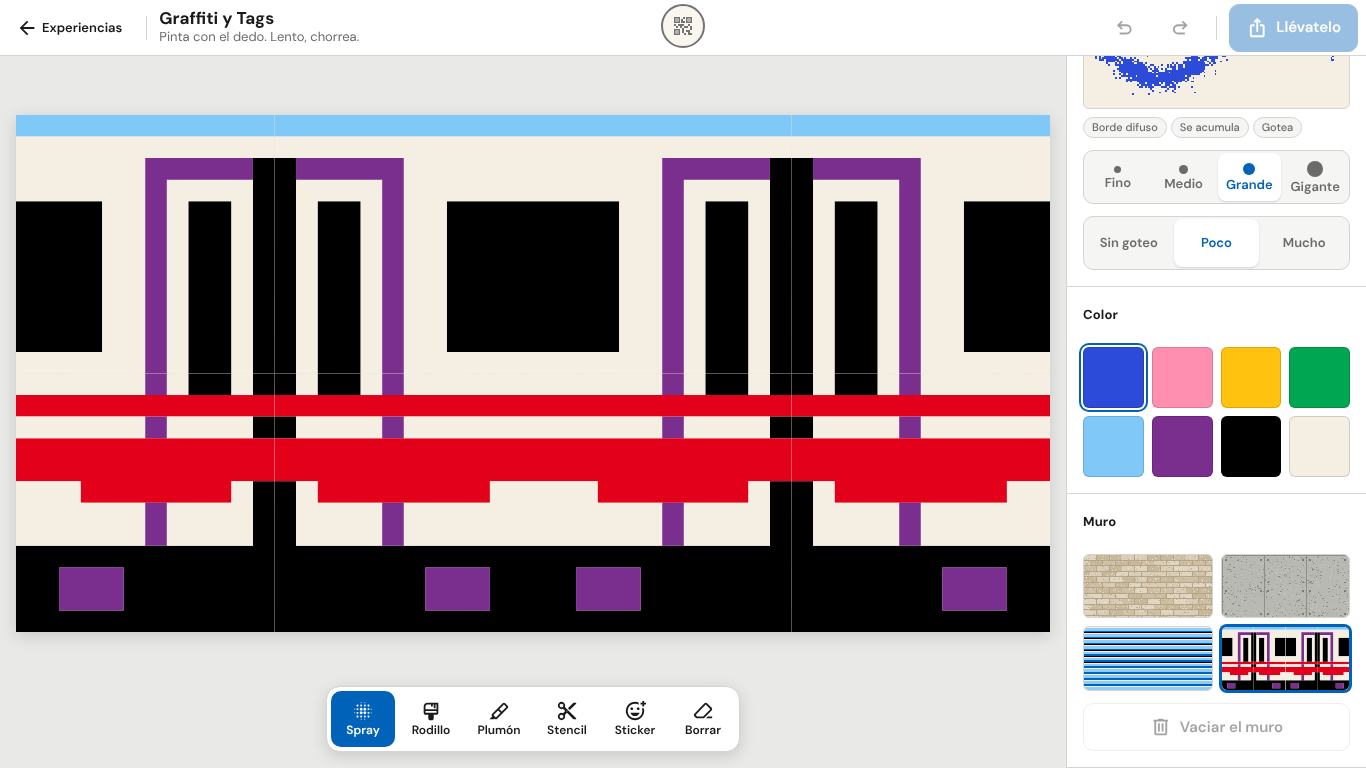 Experiencias
Graffiti y Tags
Pinta con el dedo. Lento, chorrea.
Llévatelo
Borde difuso
Se acumula
Gotea
Fino
Medio
Grande
Gigante
Sin goteo
Poco
Mucho
Color
Muro
Vaciar el muro
Spray
Rodillo
Plumón
Stencil
Sticker
Borrar